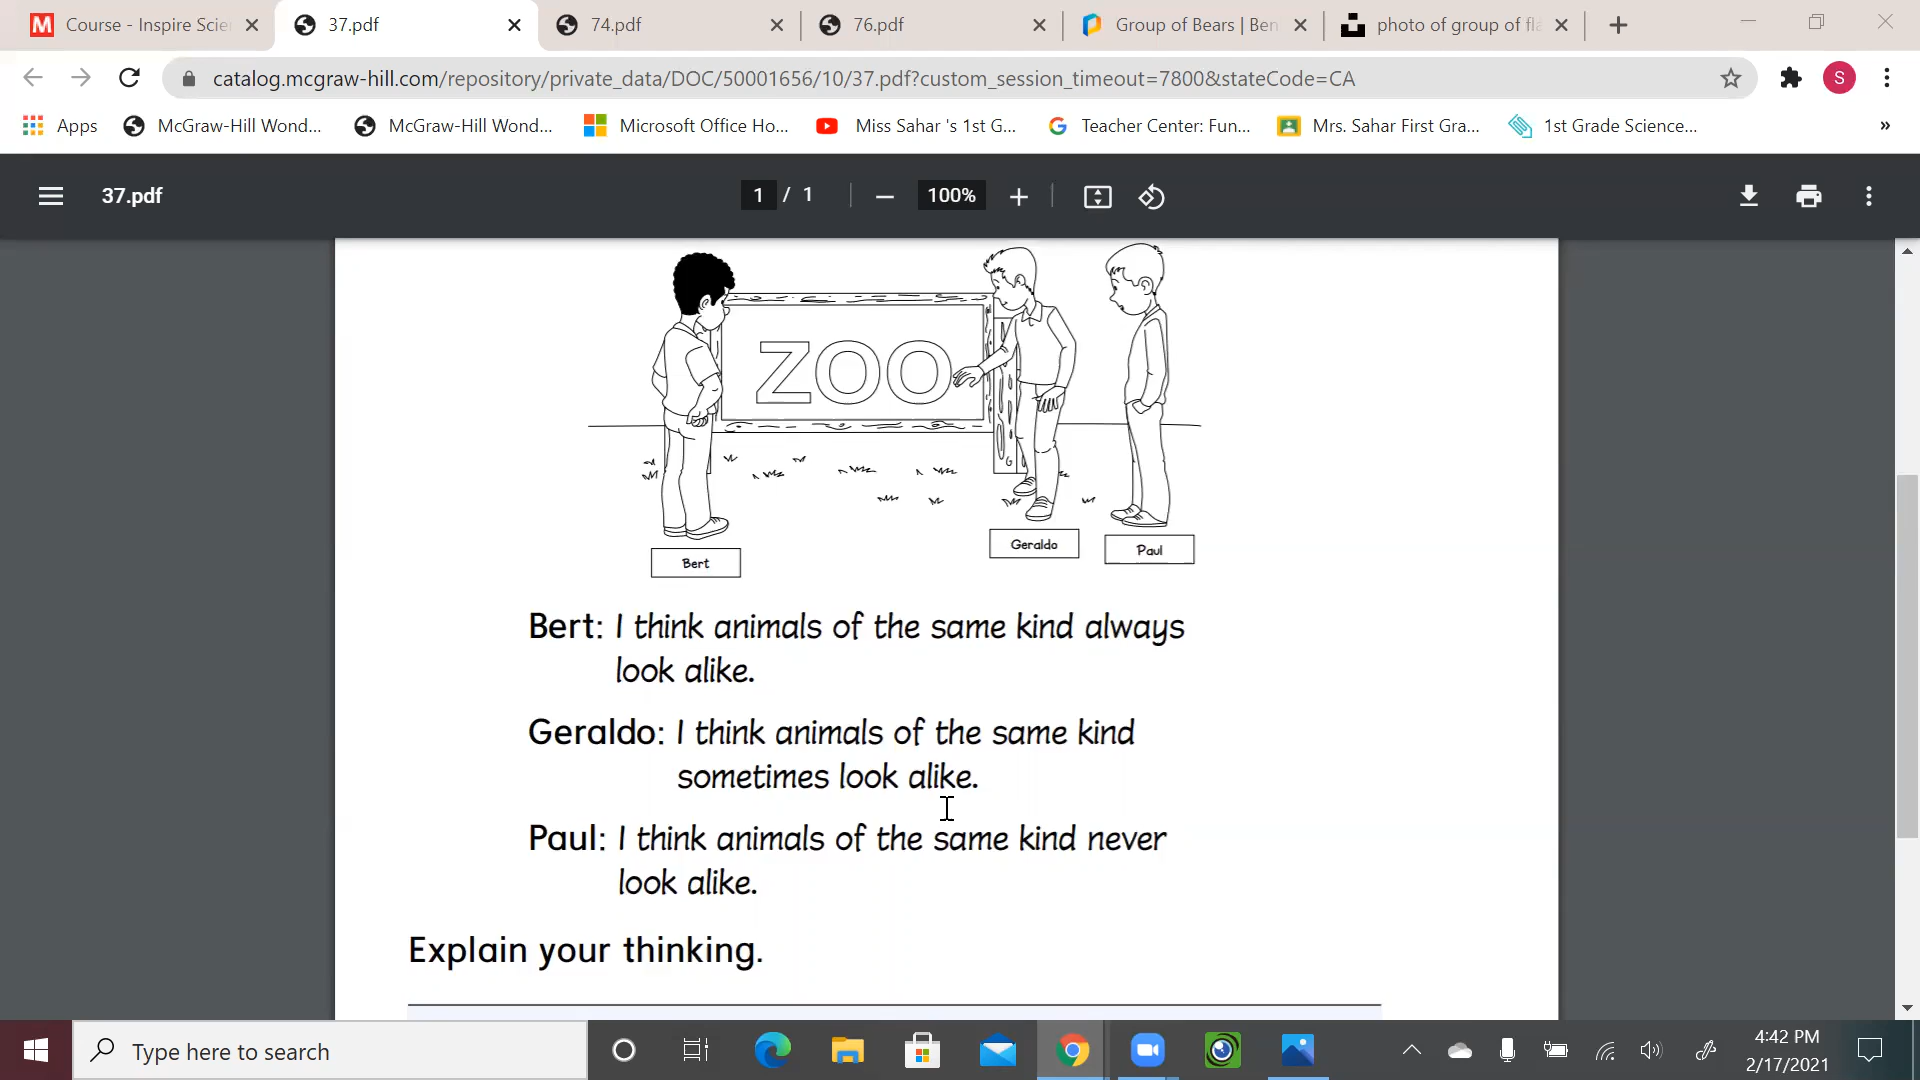 Course - Inspire Scie
37.pdf
74.pdf
76.pdf
Group of Bears | Ben
photo of group of fla
catalog.mcgraw-hill.com/repository/private_data/DOC/50001656/10/37.pdf?custom_session_timeout=7800&stateCode=CA
S
Apps
McGraw-Hill Wond...
McGraw-Hill Wond...
Microsoft Office Ho...
Miss Sahar 's 1st G...
Teacher Center: Fun...
Mrs. Sahar First Gra...
1st Grade Science...
»
37.pdf
1 / 1
100%
ZOO
Bert
Geraldo
Paul
Bert: I think animals of the same kind always
look alike.
Geraldo: I think animals of the same kind
sometimes look alike.
Paul: I think animals of the same kind never
look alike.
Explain your thinking.
Type here to search
4:42 PM
2/17/2021